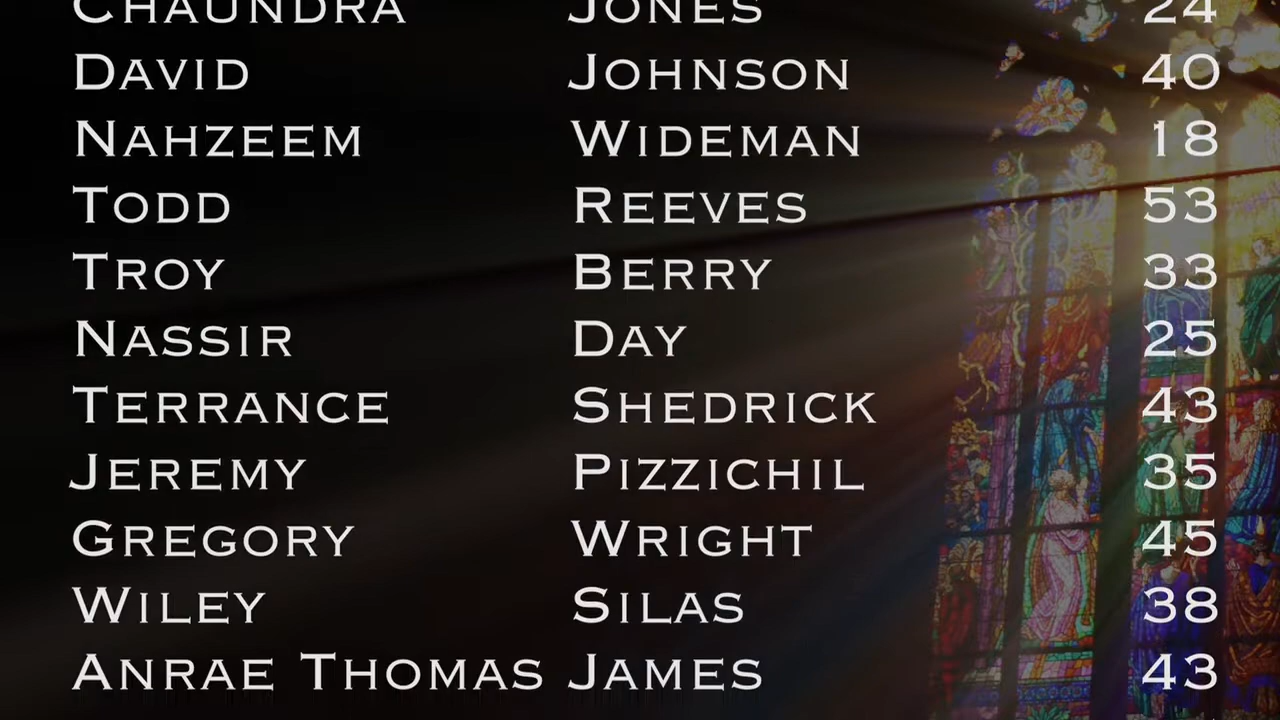 Chaundra Jones 24
David Johnson 40
Nahzeem Wideman 18
Todd Reeves 53
Troy Berry 33
Nassir Day 25
Terrance Shedrick 43
Jeremy Pizzichil 35
Gregory Wright 45
Wiley Silas 38
Anrae Thomas James 43